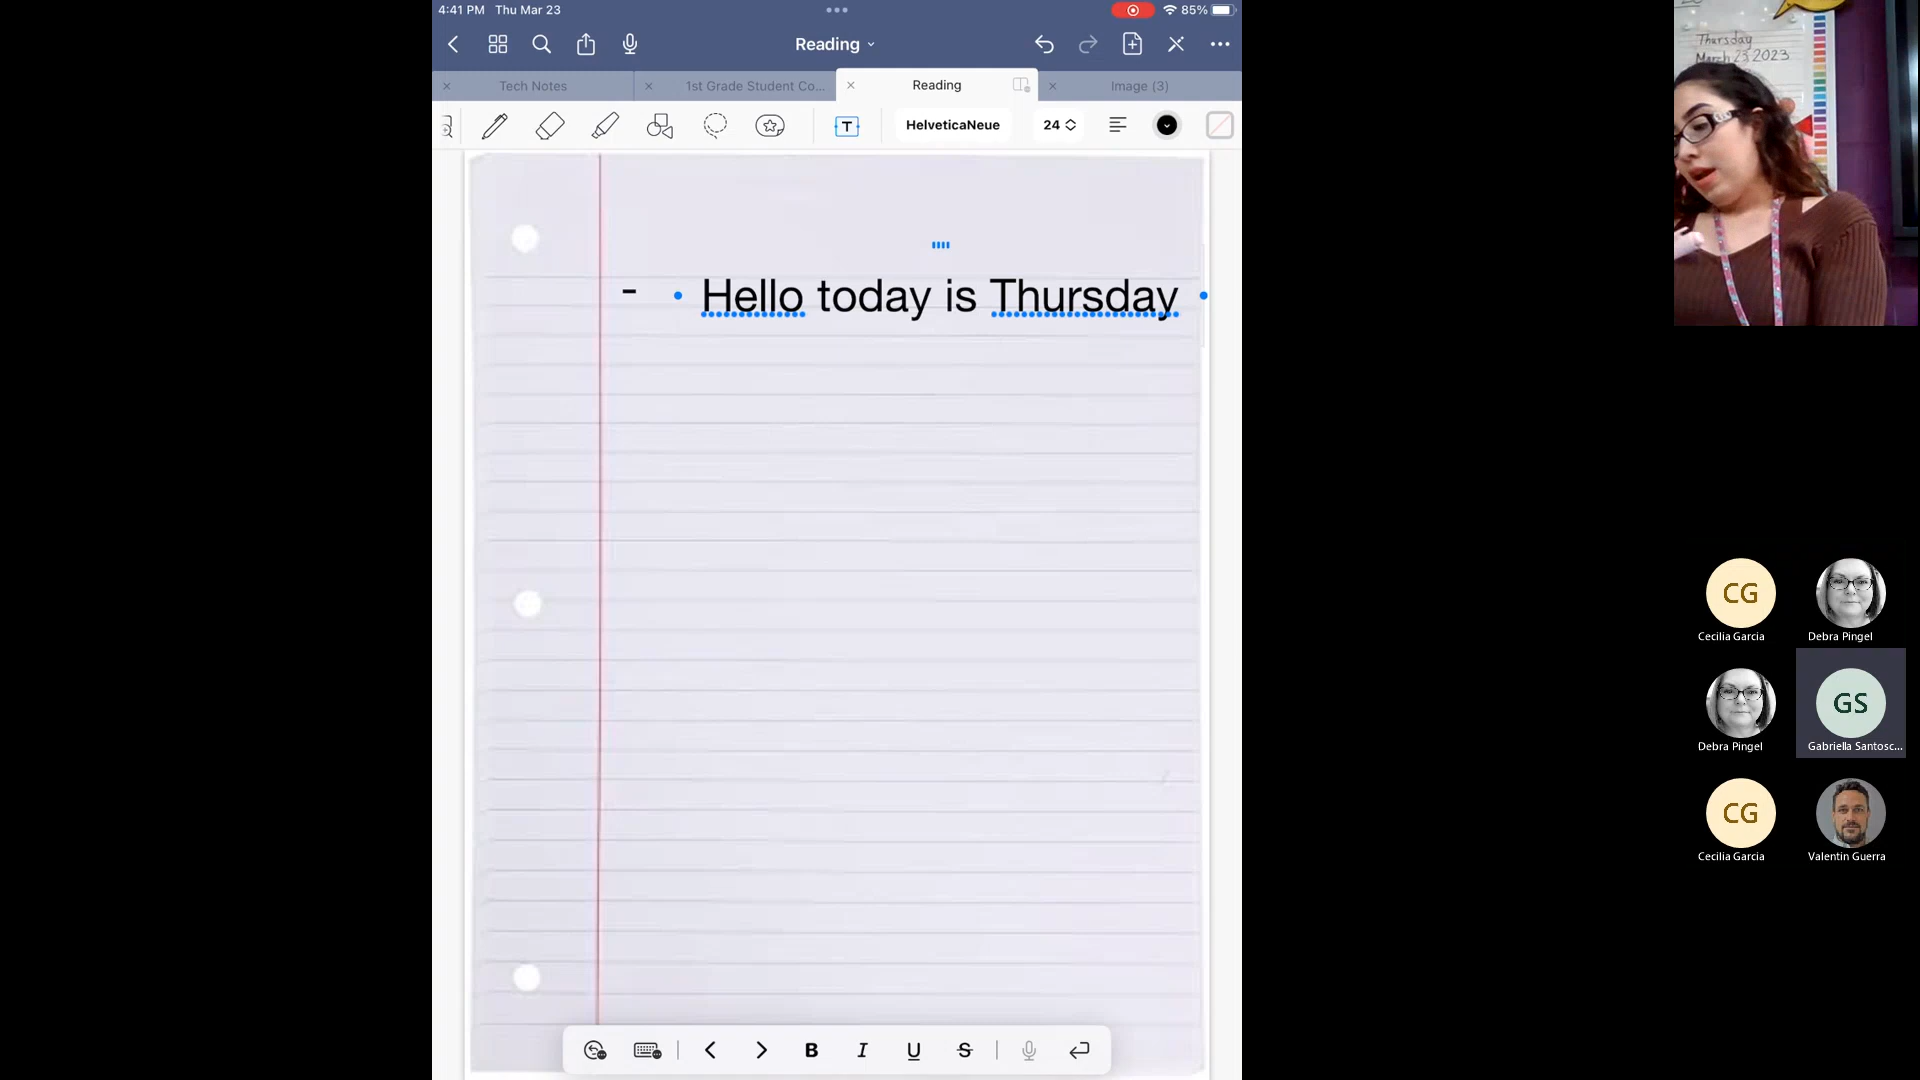 4:41 PM Thu Mar 23
85%
Reading
Tech Notes
1st Grade Student Co...
Reading
Image (3)
T
HelveticaNeue
24
Thursday
March 23 2023
- Hello today is Thursday
CG
Cecilia Garcia
Debra Pingel
Debra Pingel
GS
Gabriella Santosc...
CG
Cecilia Garcia
Valentin Guerra
B I U S